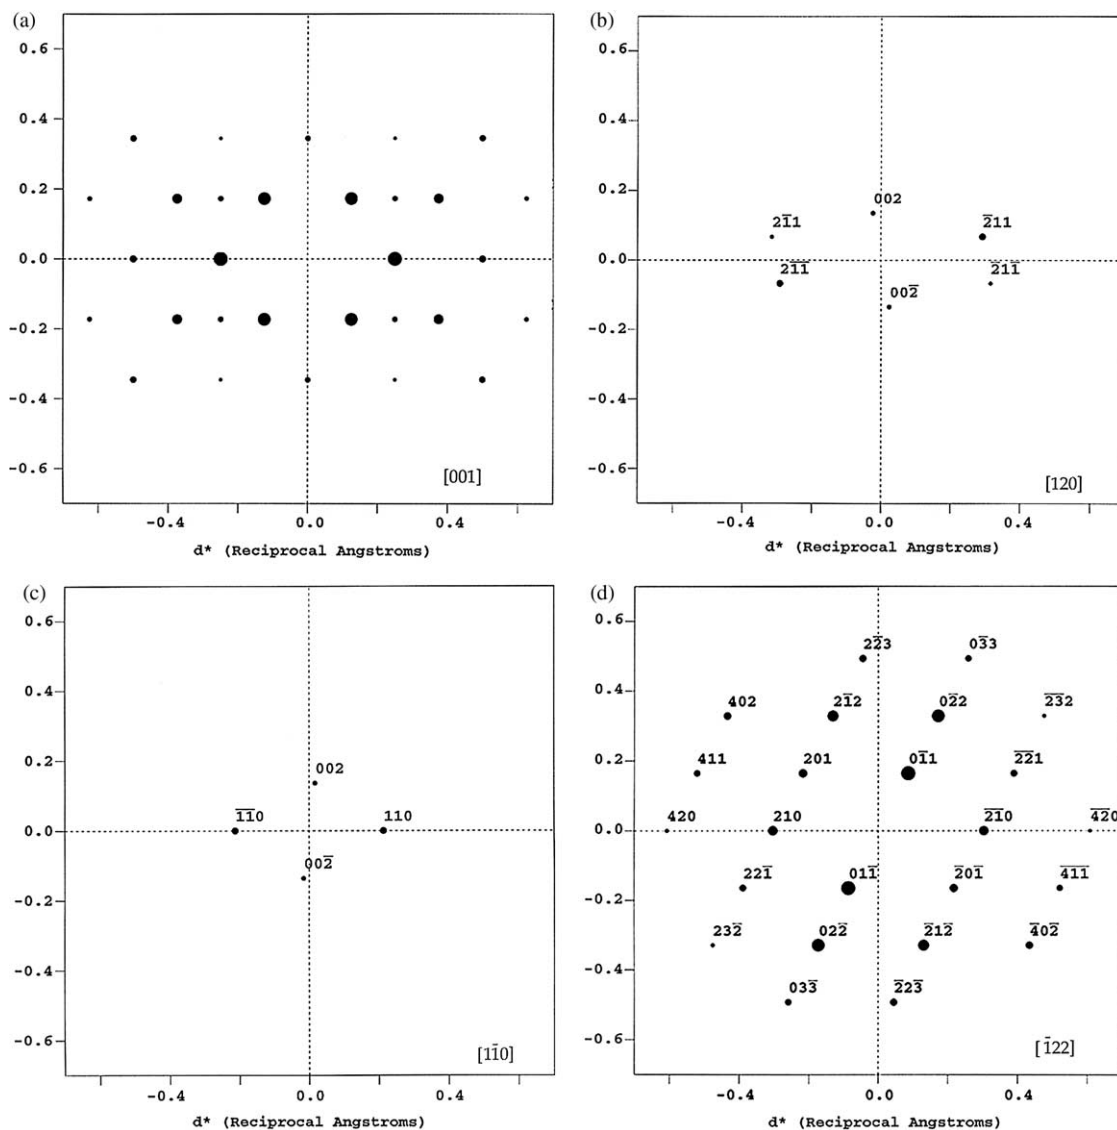 (a)
0.6
0.4
0.2
0.0
-0.2
-0.4
-0.6
[001]
-0.4 0.0 0.4
d* (Reciprocal Angstroms)
(b)
0.6
0.4
0.2
0.0
-0.2
-0.4
-0.6
002
21̄1
2̄11
21̄1̄
2̄11̄
002̄
[120]
-0.4 0.0 0.4
d* (Reciprocal Angstroms)
(c)
0.6
0.4
0.2
0.0
-0.2
-0.4
-0.6
002
1̄1̄0
110
002̄
[11̄0]
-0.4 0.0 0.4
d* (Reciprocal Angstroms)
(d)
0.6
0.4
0.2
0.0
-0.2
-0.4
-0.6
22̄3 03̄3
402 21̄2 02̄2 2̄3̄2
411 201 01̄1 2̄2̄1
420 210 2̄1̄0 4̄2̄0
221̄ 011̄ 2̄01̄ 4̄1̄1̄
232̄ 022̄ 2̄12̄ 4̄02̄
033̄ 2̄23̄
[1̄22]
-0.4 0.0 0.4
d* (Reciprocal Angstroms)